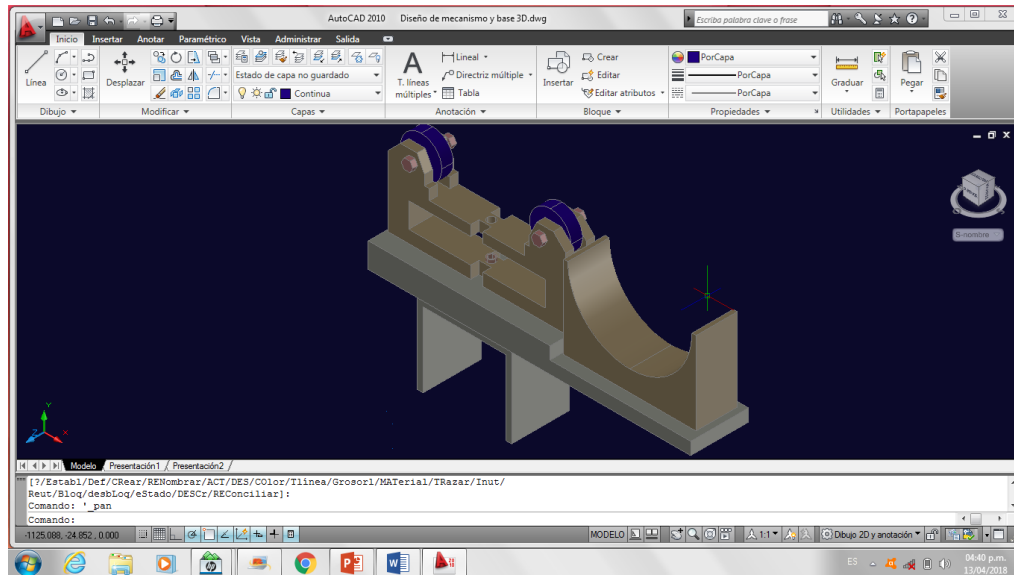 AutoCAD 2010 Diseño de mecanismo y base 3D.dwg
Escriba palabra clave o frase
Inicio Insertar Anotar Paramétrico Vista Administrar Salida
Línea
Desplazar
Estado de capa no guardado
Continua
A
T. líneas múltiples
Lineal
Directriz múltiple
Tabla
Insertar
Crear
Editar
Editar atributos
PorCapa
PorCapa
PorCapa
Graduar
Pegar
Dibujo Modificar Capas Anotación Bloque Propiedades Utilidades Portapapeles
S-nombre
Y
X
Z
Modelo Presentación1 Presentación2
[?/Establ/Def/CRear/RENombrar/ACT/DES/COlor/Tlínea/Grosorl/MATerial/TRazar/Inut/
Reut/Bloq/desbLoq/eStado/DESCr/REConciliar]:
Comando: '_pan
Comando:
-1125.088, -24.852 , 0.000 MODELO 1:1 Dibujo 2D y anotación
ES 04:40 p.m.
13/04/2018